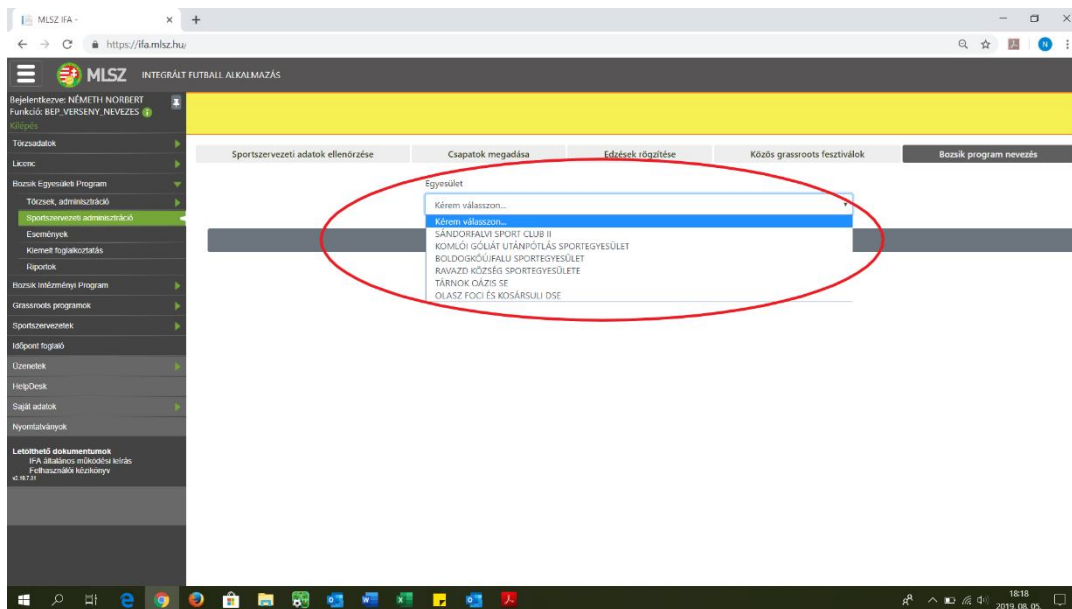 MLSZ IFA -
https://ifa.mlsz.hu/
N
MLSZ INTEGRÁLT FUTBALL ALKALMAZÁS
Bejelentkezve: NÉMETH NORBERT
Funkció: BEP_VERSENY_NEVEZES
Kilépés
Törzsadatok
Licenc
Bozsik Egyesületi Program
Törzsek, adminisztráció
Sportszervezeti adminisztráció
Események
Kiemelt foglalkoztatás
Riportok
Bozsik Intézményi Program
Grassroots programok
Sportszervezetek
Időpont foglaló
Üzenetek
HelpDesk
Saját adatok
Nyomtatványok
Letölthető dokumentumok
IFA általános működési leírás
Felhasználói kézikönyv
v2.18.7.31
Sportszervezeti adatok ellenőrzése
Csapatok megadása
Edzések rögzítése
Közös grassroots fesztiválok
Bozsik program nevezés
Egyesület
Kérem válasszon...
Kérem válasszon...
SÁNDORFALVI SPORT CLUB II
KOMLÓI GÓLIÁT UTÁNPÓTLÁS SPORTEGYESÜLET
BOLDOGKŐÚJFALU SPORTEGYESÜLET
RAVAZD KÖZSÉG SPORTEGYESÜLETE
TÁRNOK OÁZIS SE
OLASZ FOCI ÉS KOSÁRSULI DSE
18:18
2019. 08. 05.